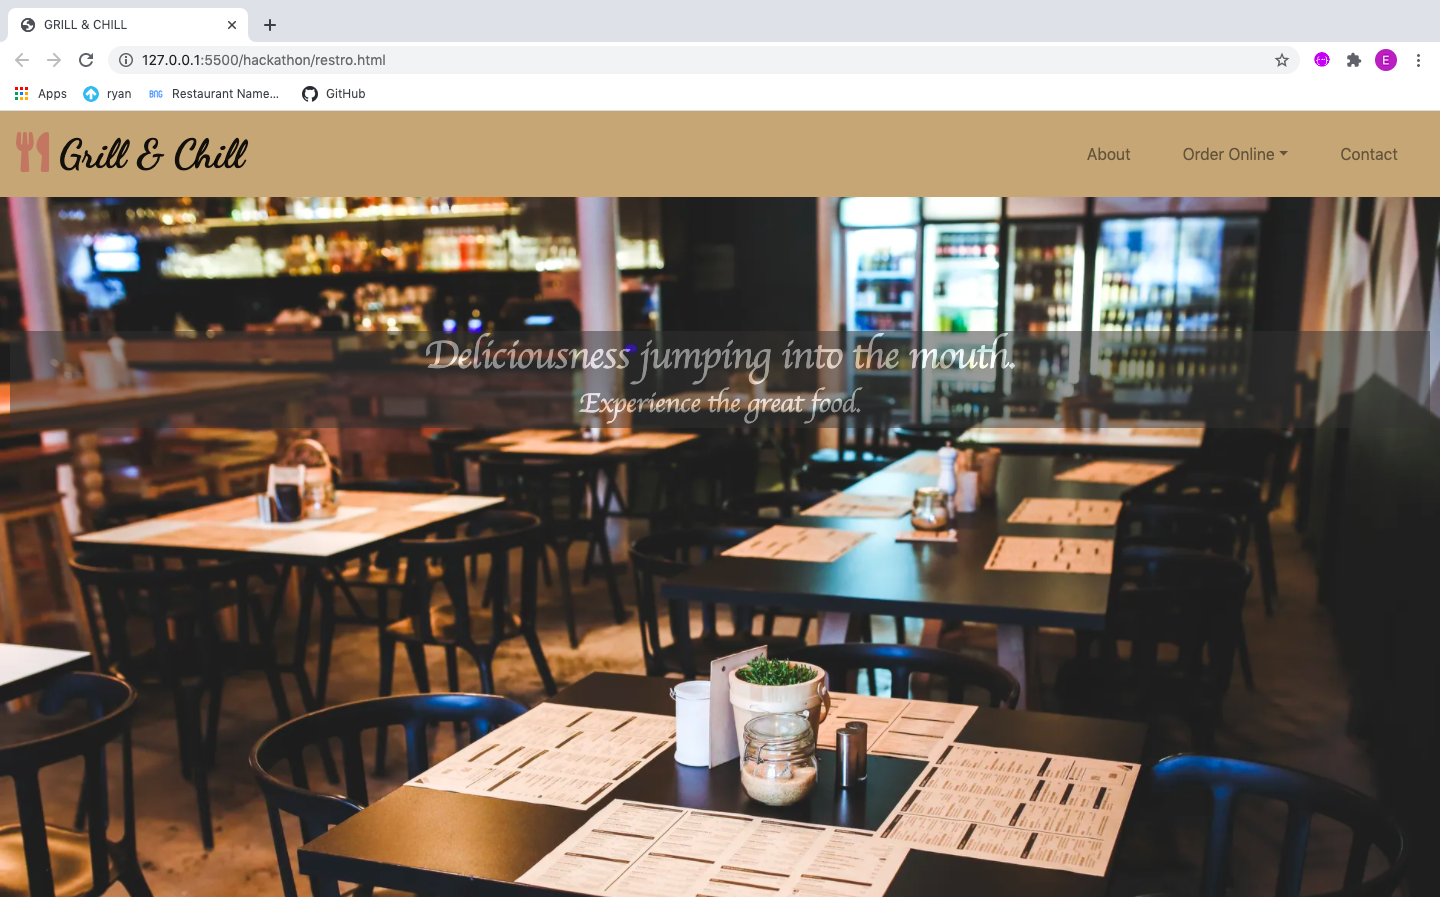 GRILL & CHILL
127.0.0.1:5500/hackathon/restro.html
E
Apps
ryan
BNG
Restaurant Name...
GitHub
Grill & Chill
About
Order Online
Contact
Deliciousness jumping into the mouth.
Experience the great food.